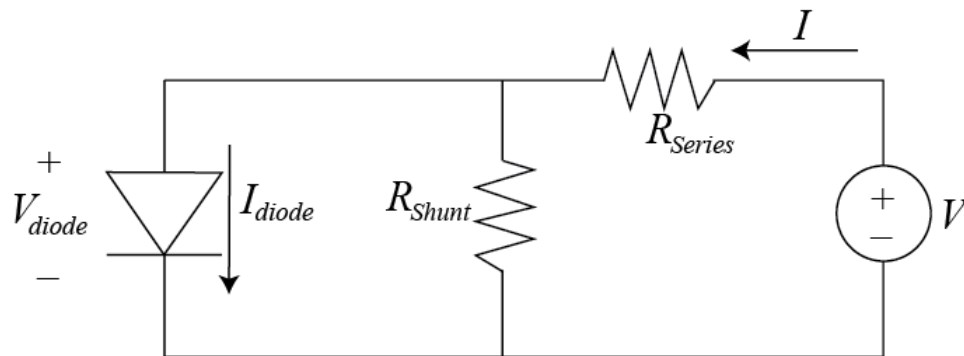 I
R_Series
+
V_diode
−
I_diode
R_Shunt
+
−
V